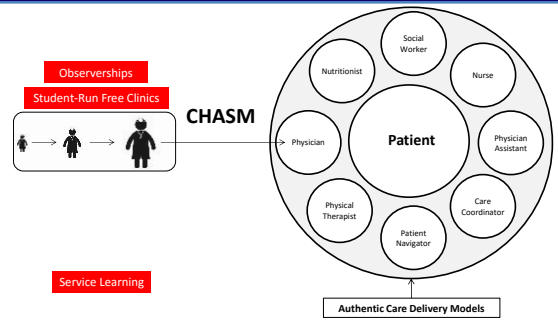 Observerships
Student-Run Free Clinics
CHASM
Service Learning
Social
Worker
Nutritionist
Nurse
Physician
Patient
Physician
Assistant
Physical
Therapist
Care
Coordinator
Patient
Navigator
Authentic Care Delivery Models